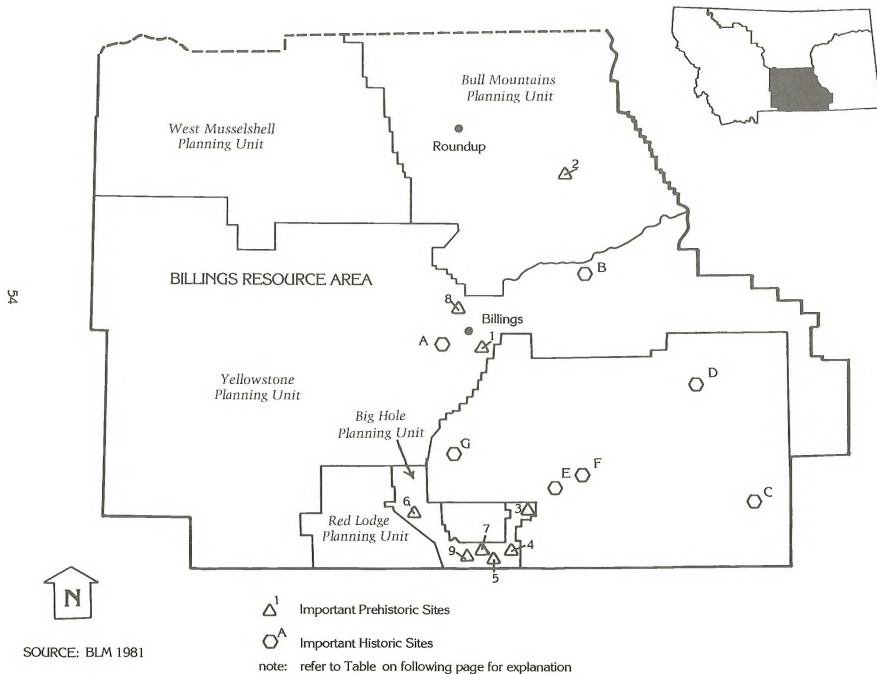 Bull Mountains
Planning Unit
West Musselshell
Planning Unit
Roundup
2
54
BILLINGS RESOURCE AREA
B
8
Billings
A
1
D
Yellowstone
Planning Unit
Big Hole
Planning Unit
G
E
F
C
6
3
Red Lodge
Planning Unit
7
4
9
5
N
1
Important Prehistoric Sites
A
Important Historic Sites
SOURCE: BLM 1981
note: refer to Table on following page for explanation